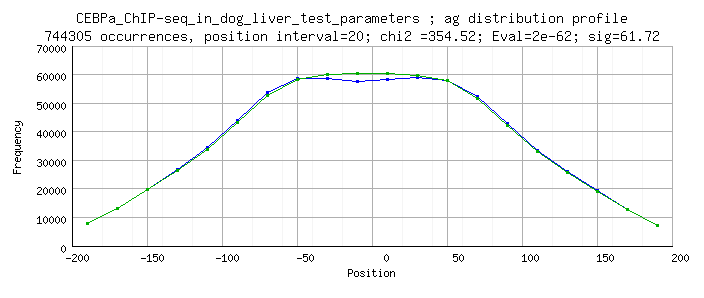 CEBPa_ChIP-seq_in_dog_liver_test_parameters ; ag distribution profile
744305 occurrences, position interval=20; chi2 =354.52; Eval=2e-62; sig=61.72
70000
60000
50000
40000
30000
20000
10000
0
Frequency
-200 -150 -100 -50 0 50 100 150 200
Position